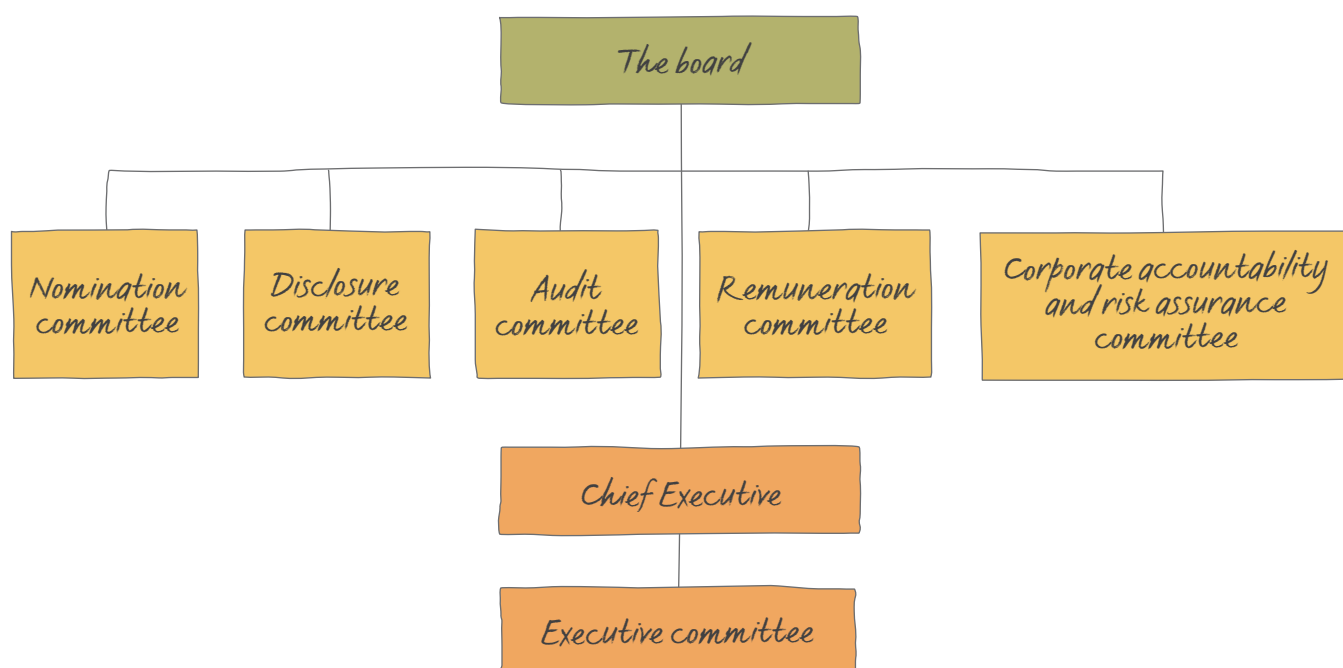 The board
Nomination
committee
Disclosure
committee
Audit
committee
Remuneration
committee
Corporate accountability
and risk assurance
committee
Chief Executive
Executive committee